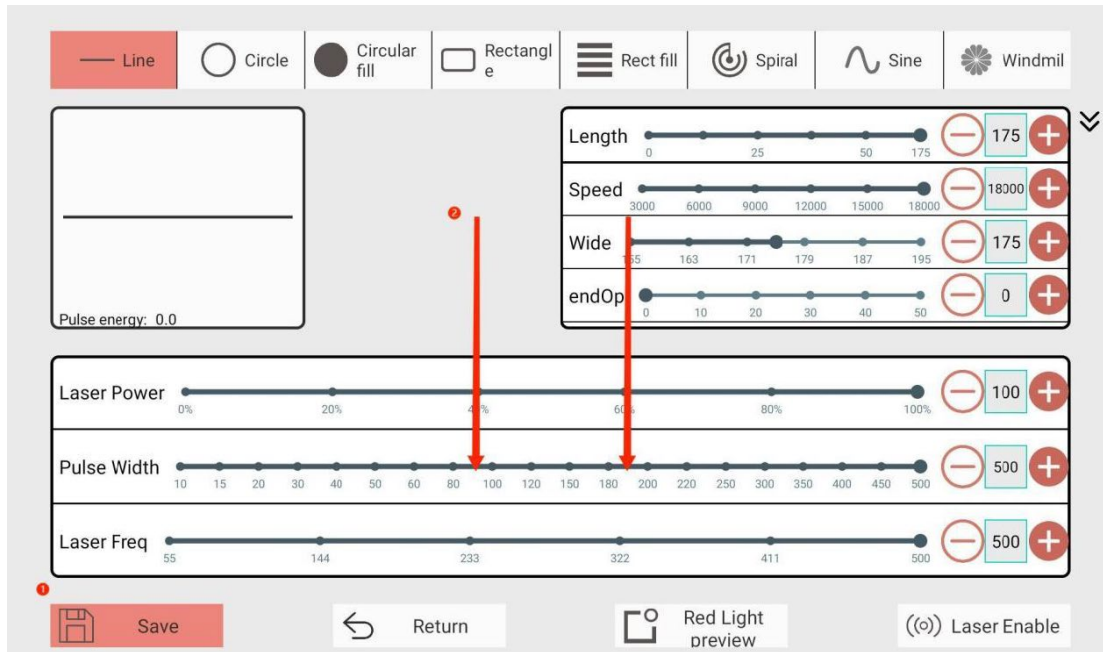 Line
Circle
Circular
fill
Rectangl
e
Rect fill
Spiral
Sine
Windmil
Length
0 25 50 175
175
Speed
3000 6000 9000 12000 15000 18000
18000
2
Wide
163 171 179 187 195
175
endOp
0 10 20 30 40 50
0
Pulse energy: 0.0
Laser Power
0% 20% 80% 100%
100
Pulse Width
10 15 20 30 40 50 60 80 100 120 150 180 200 220 250 300 350 400 450 500
500
Laser Freq
55 144 233 322 411 500
500
1
Save
Return
Red Light
preview
Laser Enable